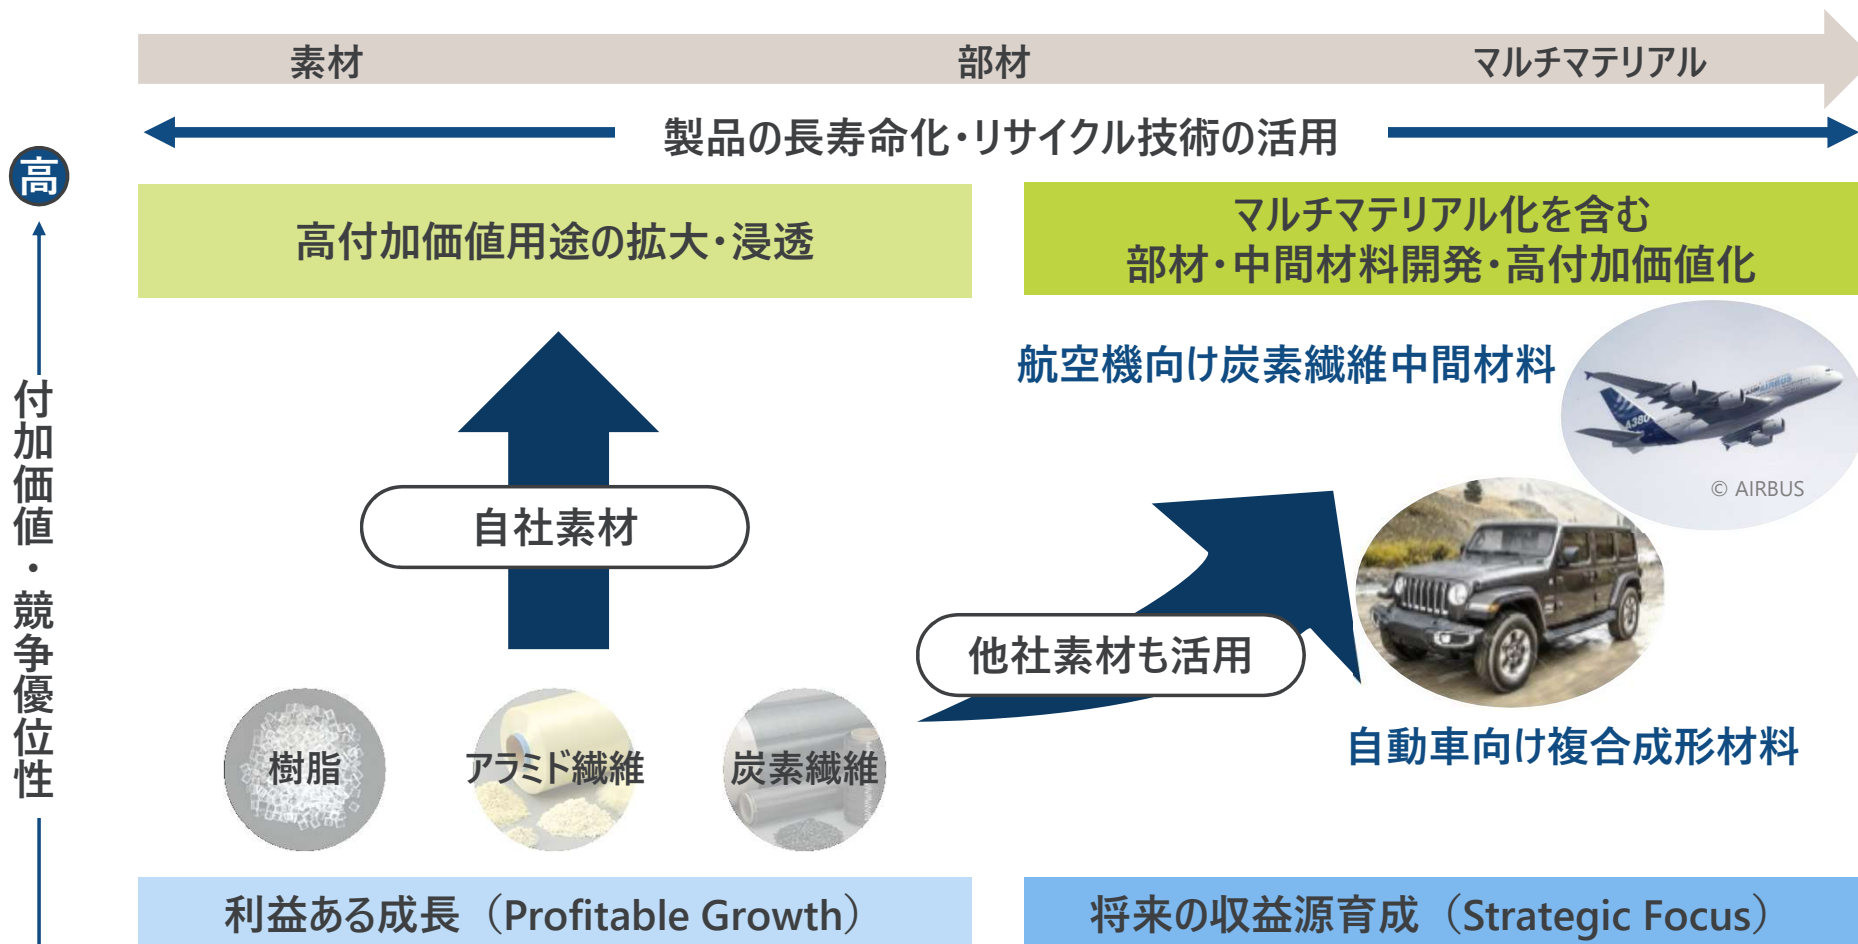 素材 部材 マルチマテリアル
製品の長寿命化・リサイクル技術の活用
高
付加価値・競争優位性
高付加価値用途の拡大・浸透
マルチマテリアル化を含む
部材・中間材料開発・高付加価値化
航空機向け炭素繊維中間材料
AIRBUS
A380
© AIRBUS
自社素材
他社素材も活用
自動車向け複合成形材料
樹脂
アラミド繊維
炭素繊維
利益ある成長（Profitable Growth）
将来の収益源育成（Strategic Focus）